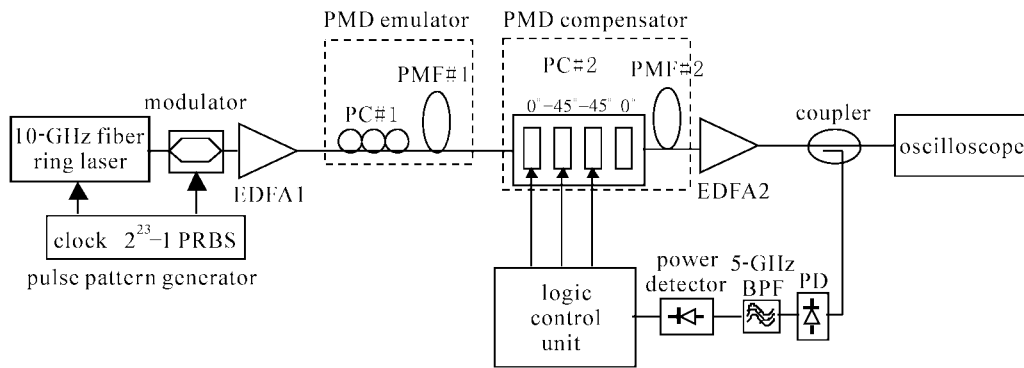 PMD emulator
PMD compensator
PC#2
PMF#2
PMF#1
PC#1
0°-45°-45° 0°
modulator
coupler
10-GHz fiber
ring laser
oscilloscope
EDFA1
EDFA2
clock 2²³-1 PRBS
pulse pattern generator
power
detector
5-GHz
BPF
PD
logic
control
unit